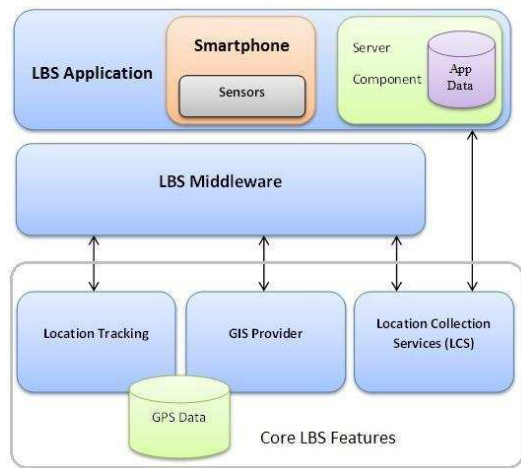 LBS Application
Smartphone
Sensors
Server
Component
App
Data
LBS Middleware
Location Tracking
GIS Provider
Location Collection
Services (LCS)
GPS Data
Core LBS Features